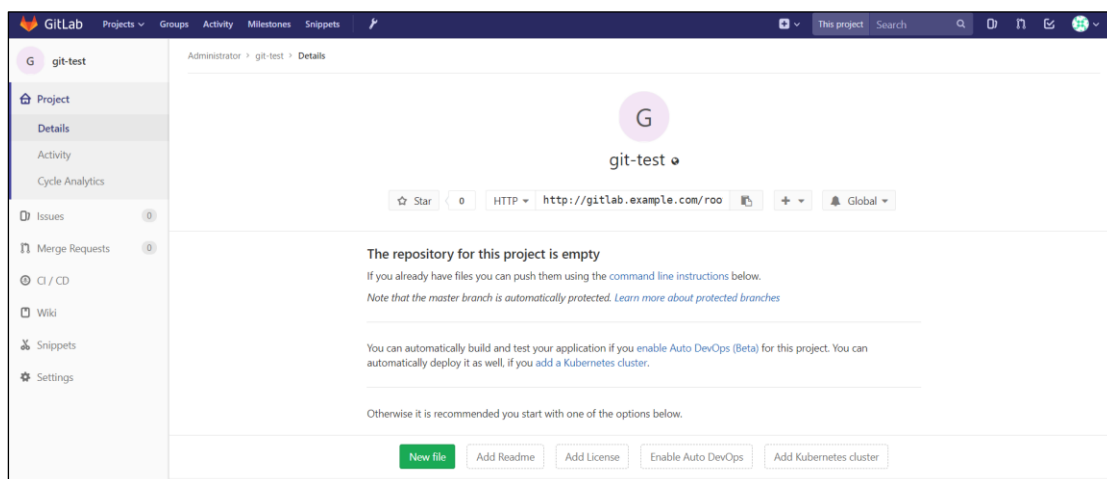 GitLab Projects Groups Activity Milestones Snippets This project Search
G git-test
Administrator > git-test > Details
Project
Details
Activity
Cycle Analytics
Issues 0
Merge Requests 0
CI / CD
Wiki
Snippets
Settings
G
git-test
Star 0 HTTP http://gitlab.example.com/roo Global
The repository for this project is empty
If you already have files you can push them using the command line instructions below.
Note that the master branch is automatically protected. Learn more about protected branches
You can automatically build and test your application if you enable Auto DevOps (Beta) for this project. You can
automatically deploy it as well, if you add a Kubernetes cluster.
Otherwise it is recommended you start with one of the options below.
New file Add Readme Add License Enable Auto DevOps Add Kubernetes cluster